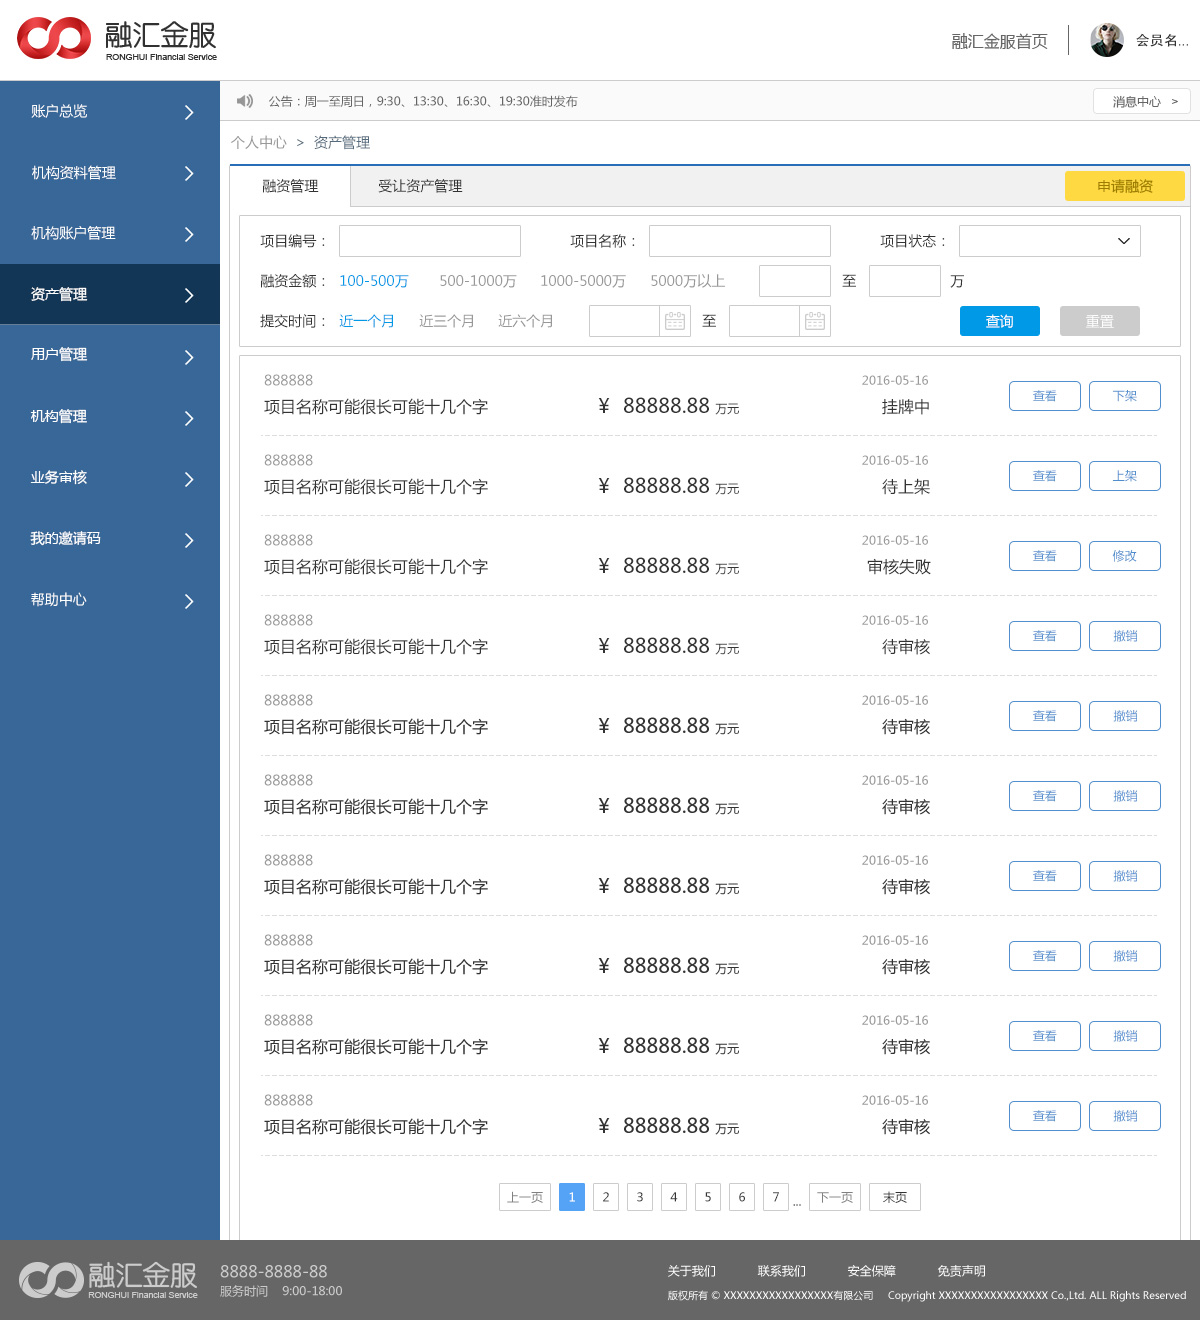 融汇金服
RONGHUI Financial Service
融汇金服首页
会员名...
公告：周一至周日，9:30、13:30、16:30、19:30准时发布
消息中心 >
账户总览
机构资料管理
机构账户管理
资产管理
用户管理
机构管理
业务审核
我的邀请码
帮助中心
个人中心 > 资产管理
融资管理 受让资产管理 申请融资
项目编号： 项目名称： 项目状态：
融资金额： 100-500万 500-1000万 1000-5000万 5000万以上 至 万
提交时间： 近一个月 近三个月 近六个月 至 查询 重置
888888 2016-05-16
项目名称可能很长可能十几个字 ¥ 88888.88 万元 挂牌中 查看 下架
888888 2016-05-16
项目名称可能很长可能十几个字 ¥ 88888.88 万元 待上架 查看 上架
888888 2016-05-16
项目名称可能很长可能十几个字 ¥ 88888.88 万元 审核失败 查看 修改
888888 2016-05-16
项目名称可能很长可能十几个字 ¥ 88888.88 万元 待审核 查看 撤销
888888 2016-05-16
项目名称可能很长可能十几个字 ¥ 88888.88 万元 待审核 查看 撤销
888888 2016-05-16
项目名称可能很长可能十几个字 ¥ 88888.88 万元 待审核 查看 撤销
888888 2016-05-16
项目名称可能很长可能十几个字 ¥ 88888.88 万元 待审核 查看 撤销
888888 2016-05-16
项目名称可能很长可能十几个字 ¥ 88888.88 万元 待审核 查看 撤销
888888 2016-05-16
项目名称可能很长可能十几个字 ¥ 88888.88 万元 待审核 查看 撤销
888888 2016-05-16
项目名称可能很长可能十几个字 ¥ 88888.88 万元 待审核 查看 撤销
上一页 1 2 3 4 5 6 7 ... 下一页 末页
融汇金服
RONGHUI Financial Service
8888-8888-88
服务时间 9:00-18:00
关于我们 联系我们 安全保障 免责声明
版权所有 © XXXXXXXXXXXXXXXXX有限公司 Copyright XXXXXXXXXXXXXXXXX Co.,Ltd. ALL Rights Reserved